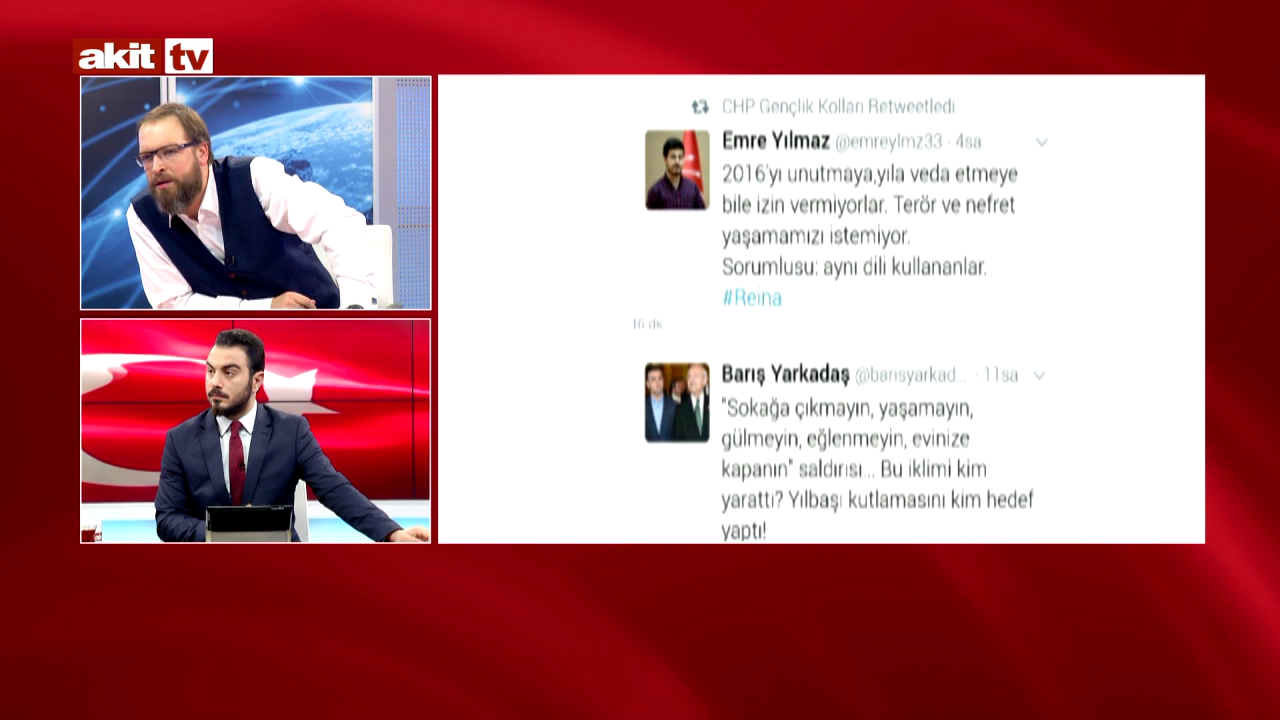 akit tv
CHP Gençlik Kolları Retweetledi
Emre Yılmaz @emreylmz33 · 4sa
2016'yı unutmaya,yıla veda etmeye
bile izin vermiyorlar. Terör ve nefret
yaşamamızı istemiyor.
Sorumlusu: aynı dili kullananlar.
#Reina
16 dk
Barış Yarkadaş @barisyarkad... · 11sa
"Sokağa çıkmayın, yaşamayın,
gülmeyin, eğlenmeyin, evinize
kapanın" saldırısı... Bu iklimi kim
yarattı? Yılbaşı kutlamasını kim hedef
yaptı!